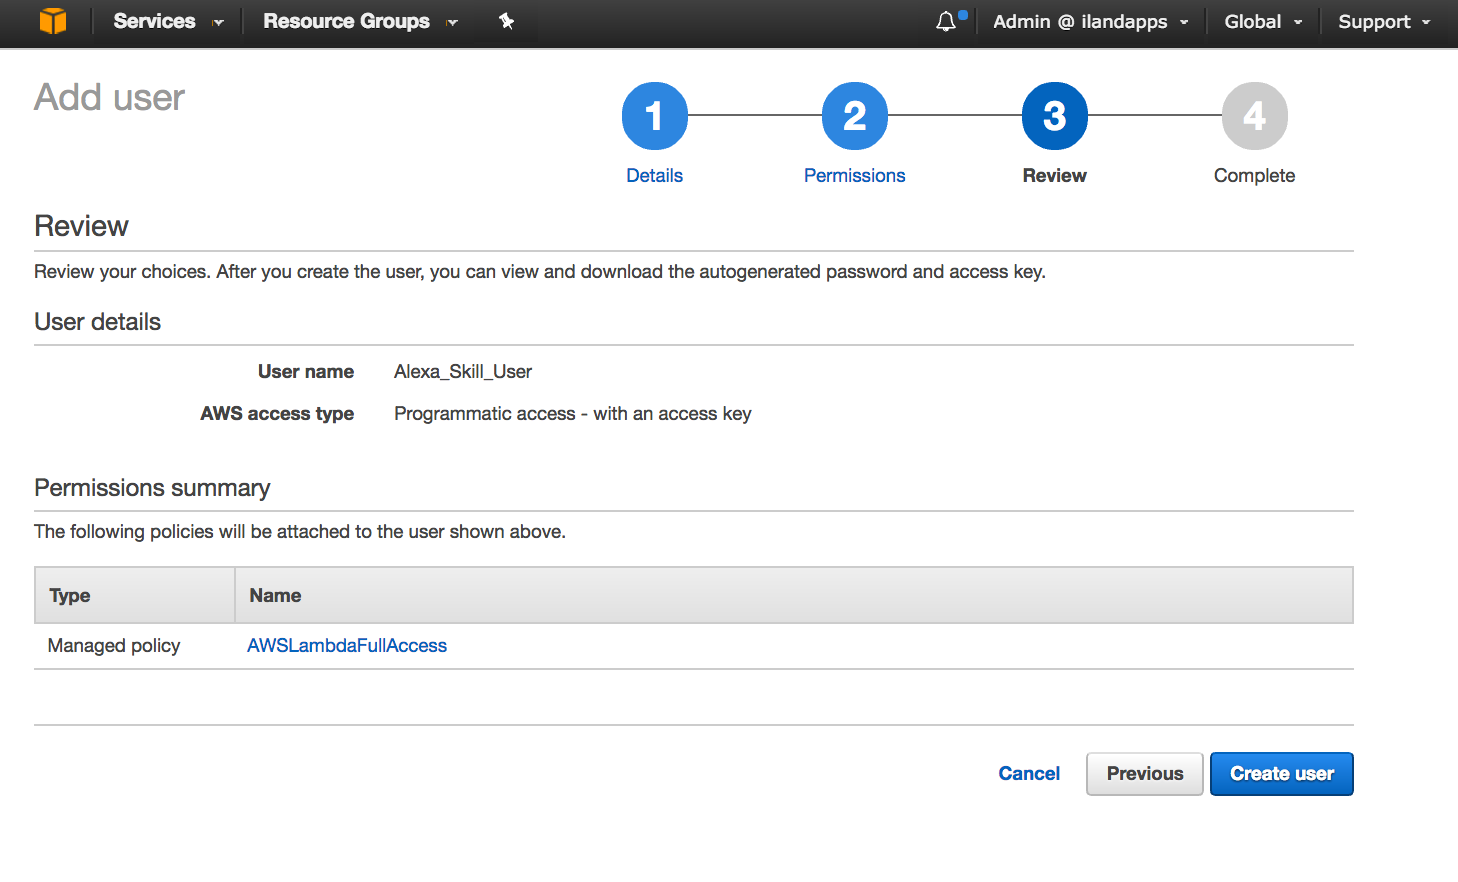 Services Resource Groups Admin @ ilandapps Global Support
Add user
1 2 3 4
Details Permissions Review Complete
Review
Review your choices. After you create the user, you can view and download the autogenerated password and access key.
User details
User name Alexa_Skill_User
AWS access type Programmatic access - with an access key
Permissions summary
The following policies will be attached to the user shown above.
Type Name
Managed policy AWSLambdaFullAccess
Cancel Previous Create user